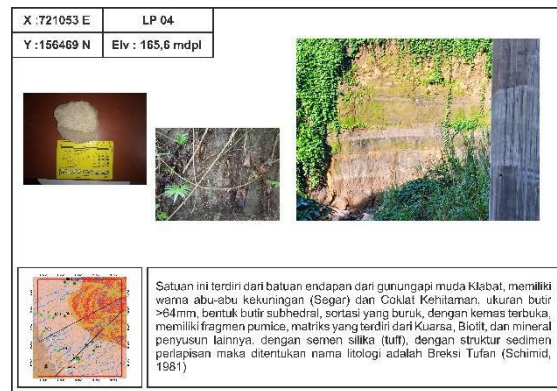 X :721053 E LP 04
Y :156469 N Elv : 165,6 mdpl
Satuan ini terdiri dari batuan endapan dari gunungapi muda Klabat, memiliki
warna abu-abu kekuningan (Segar) dan Coklat Kehitaman, ukuran butir
>64mm, bentuk butir subhedral, sortasi yang buruk, dengan kemas terbuka,
memiliki fragmen pumice, matriks yang terdiri dari Kuarsa, Biotit, dan mineral
penyusun lainnya, dengan semen silika (tuff), dengan struktur sedimen
perlapisan maka ditentukan nama litologi adalah Breksi Tufan (Schimid,
1981)